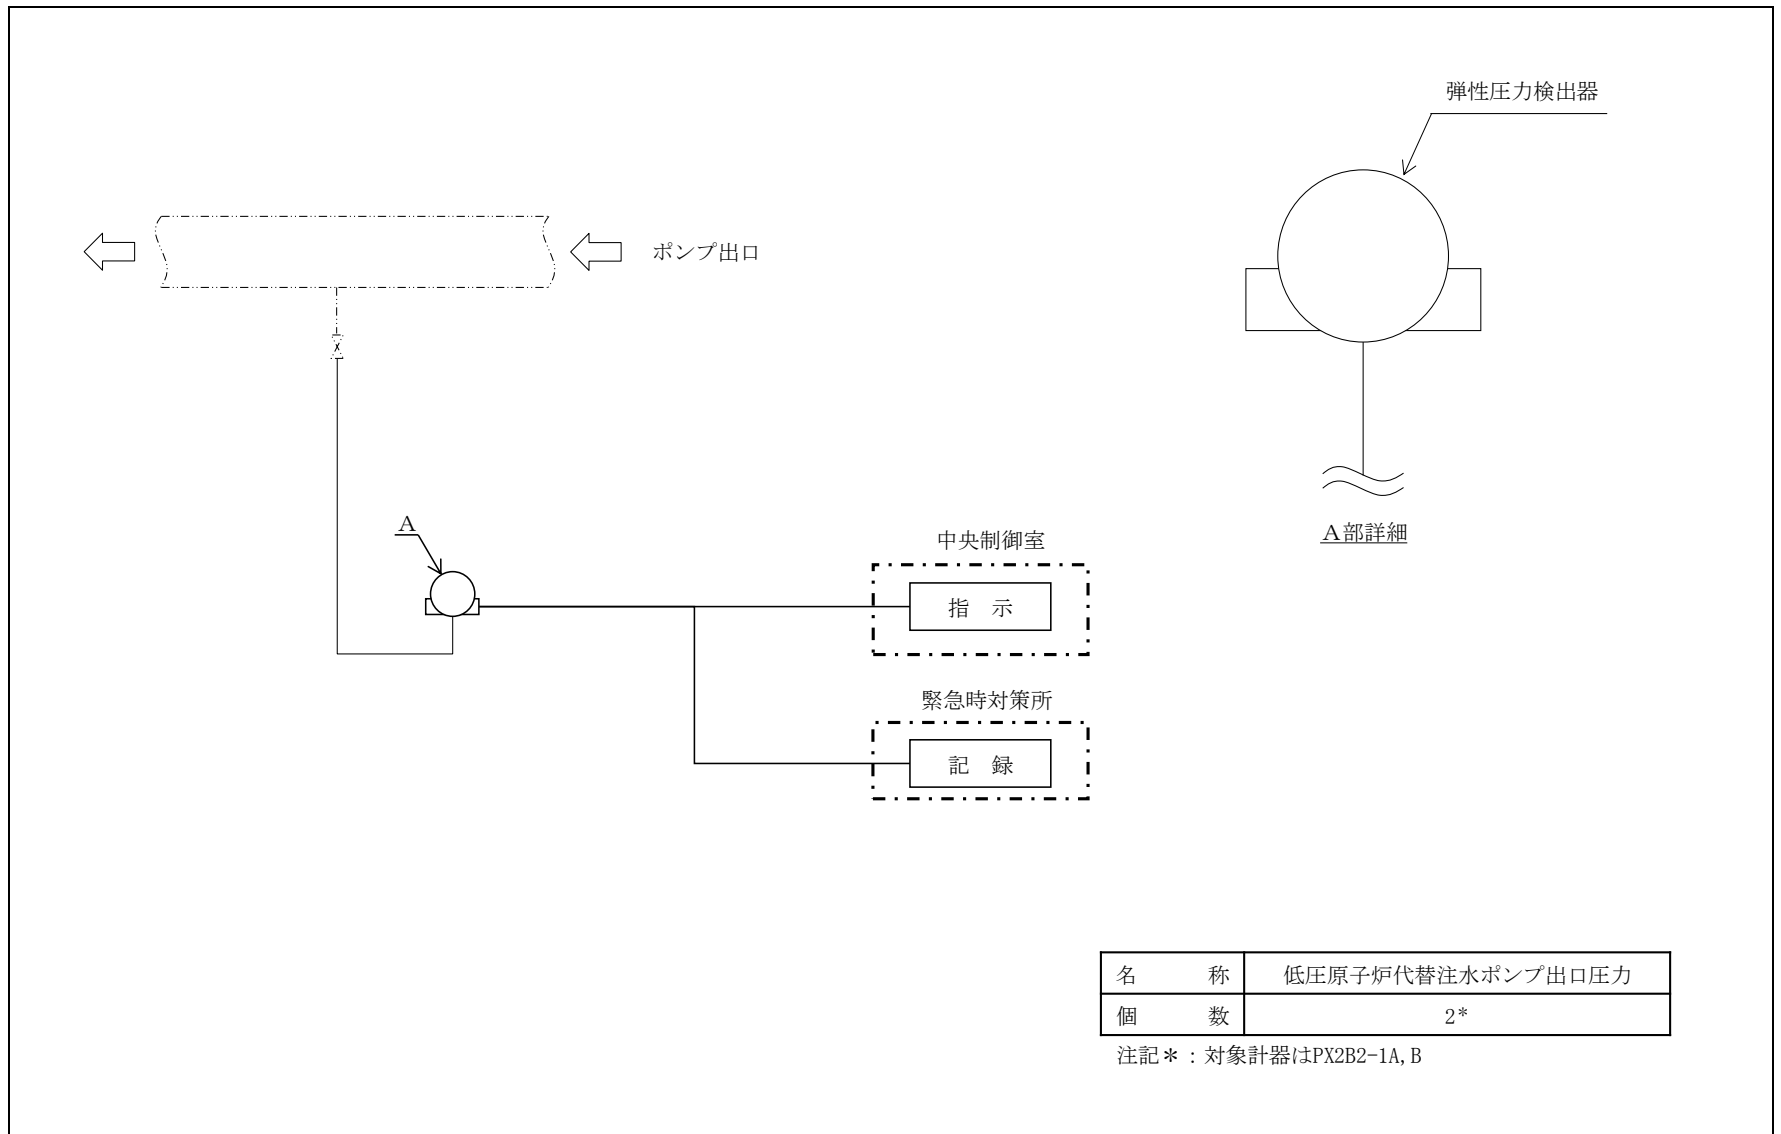 弾性圧力検出器
ポンプ出口
A
A部詳細
中央制御室
指　示
緊急時対策所
記　録
名　称　低圧原子炉代替注水ポンプ出口圧力
個　数　2*
注記＊：対象計器はPX2B2-1A,B